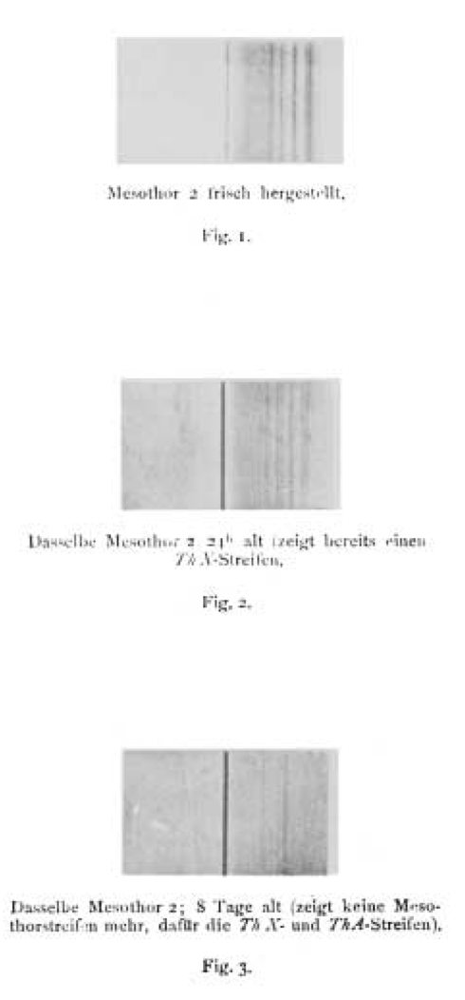 Mesothor 2 frisch hergestellt.
Fig. 1.
Dasselbe Mesothor 2 24h alt (zeigt bereits einen
Th X-Streifen.
Fig. 2.
Dasselbe Mesothor 2; 8 Tage alt (zeigt keine Meso-
thorstreifen mehr, dafür die Th X- und ThA-Streifen).
Fig. 3.